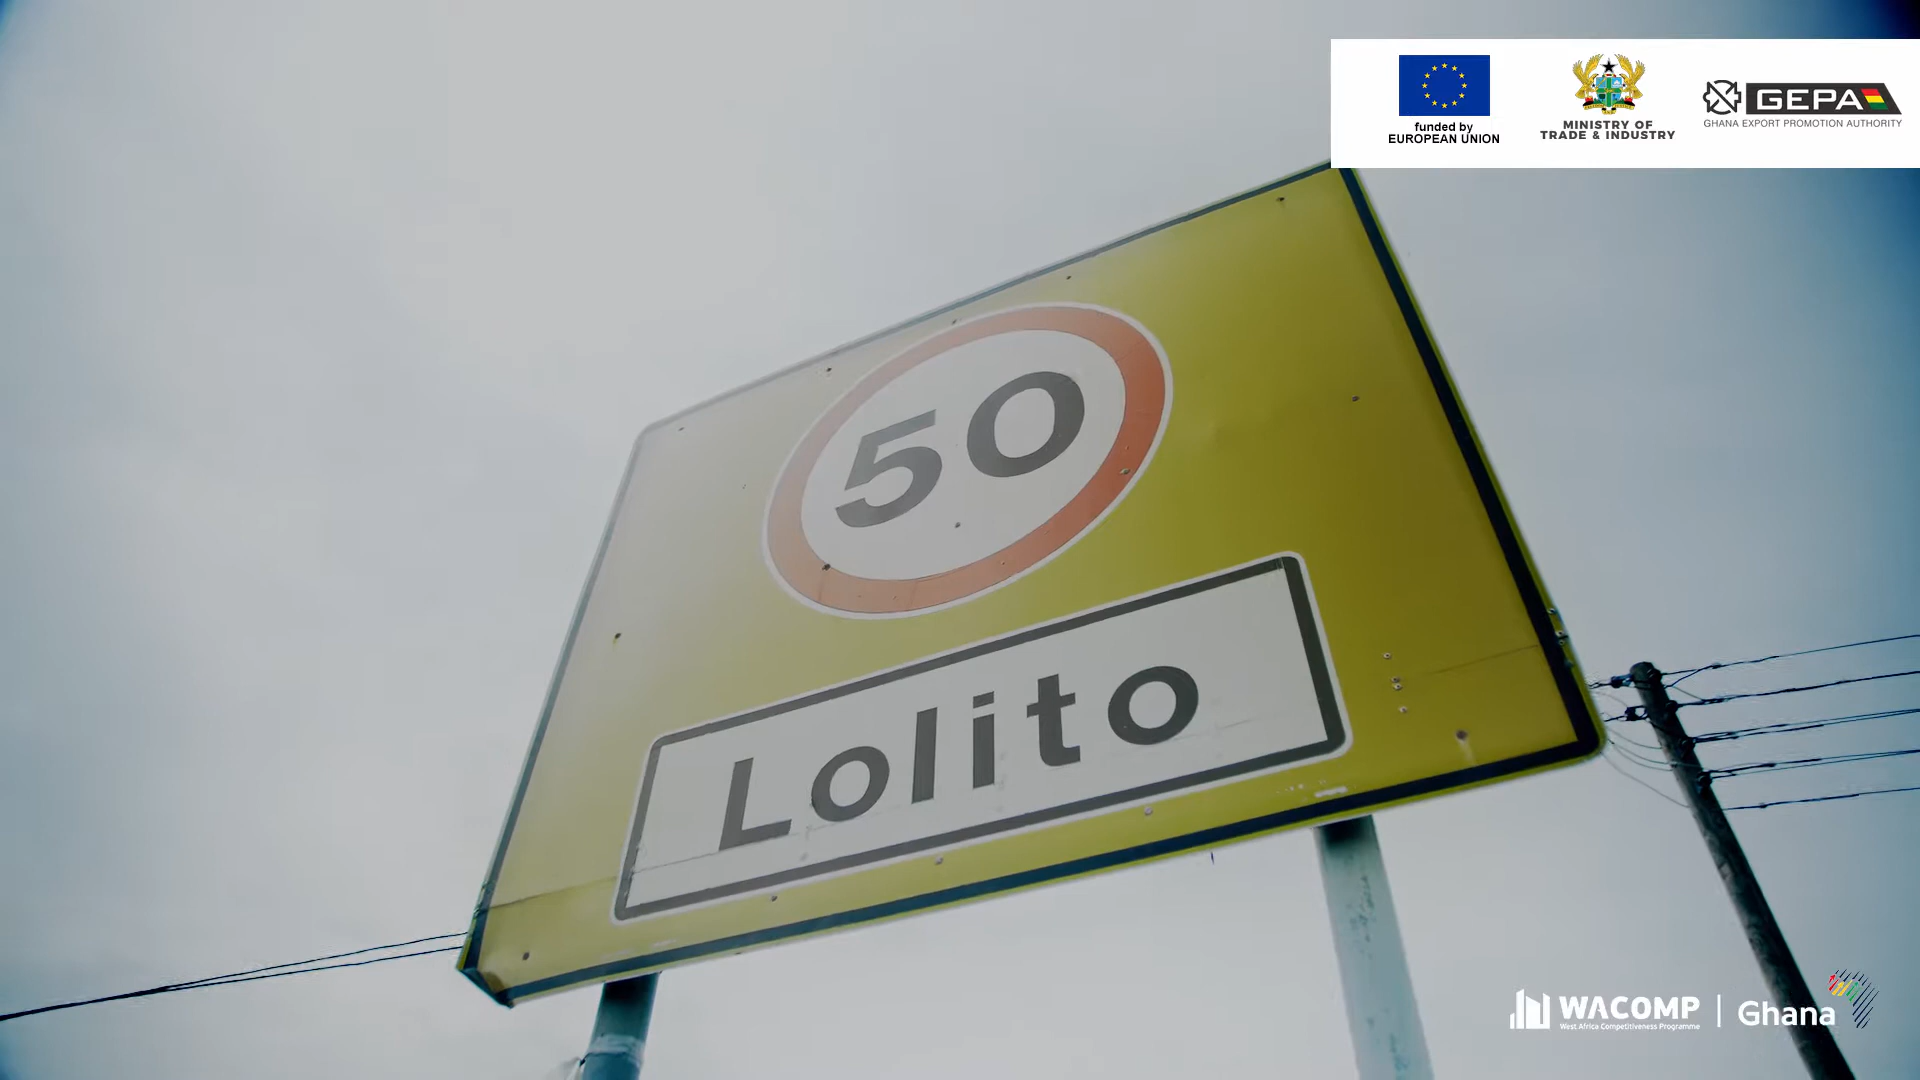 funded by
EUROPEAN UNION
MINISTRY OF
TRADE & INDUSTRY
GEPA
GHANA EXPORT PROMOTION AUTHORITY
50
Lolito
WACOMP
West Africa Competitiveness Programme
Ghana